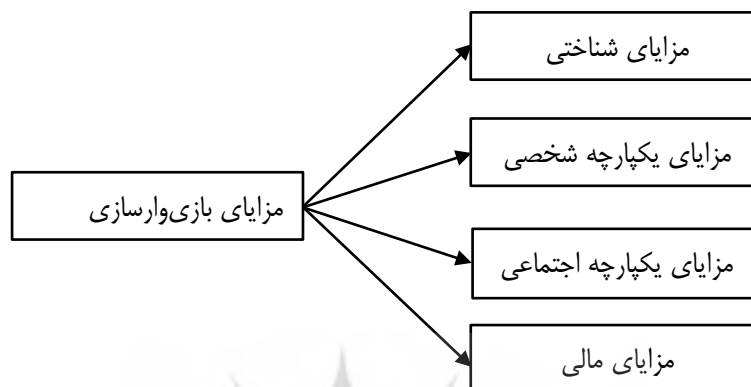 مزایای شناختی
مزایای یکپارچه شخصی
مزایای بازی‌وارسازی
مزایای یکپارچه اجتماعی
مزایای مالی